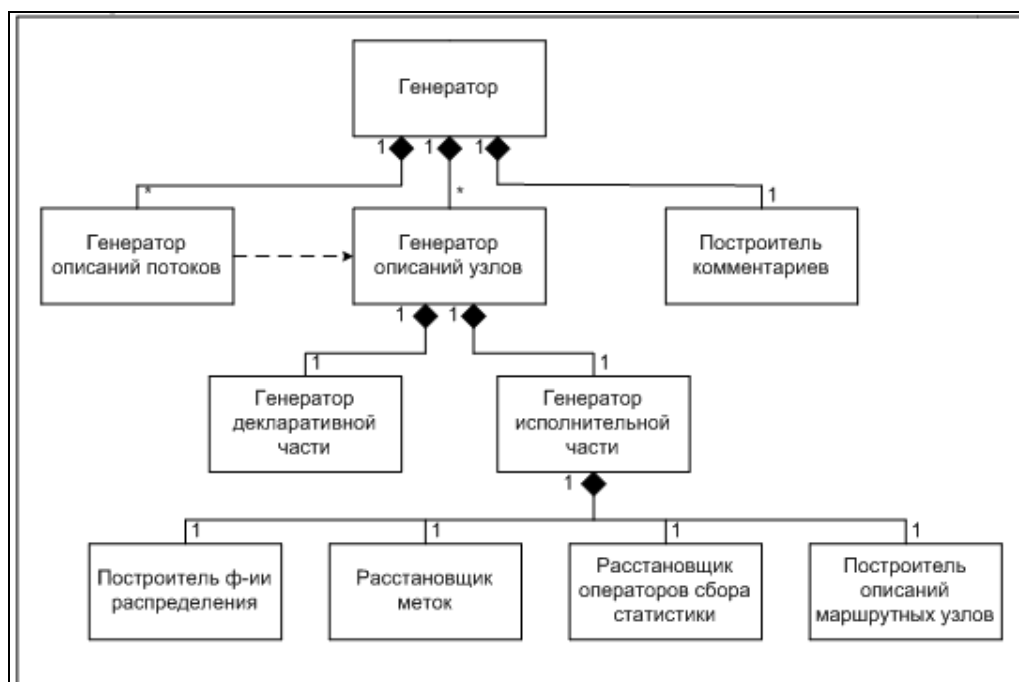 Генератор
1 1 1
* * 1
Генератор
описаний потоков
Генератор
описаний узлов
Построитель
комментариев
1 1
1 1
Генератор
декларативной
части
Генератор
исполнительной
части
1
1 1 1 1
Построитель ф-ии
распределения
Расстановщик
меток
Расстановщик
операторов сбора
статистики
Построитель
описаний
маршрутных узлов